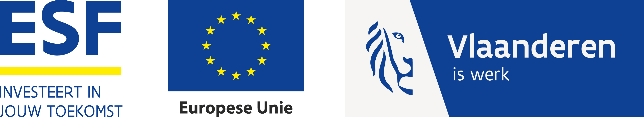 ESF
INVESTEERT IN
JOUW TOEKOMST
Europese Unie
Vlaanderen
is werk